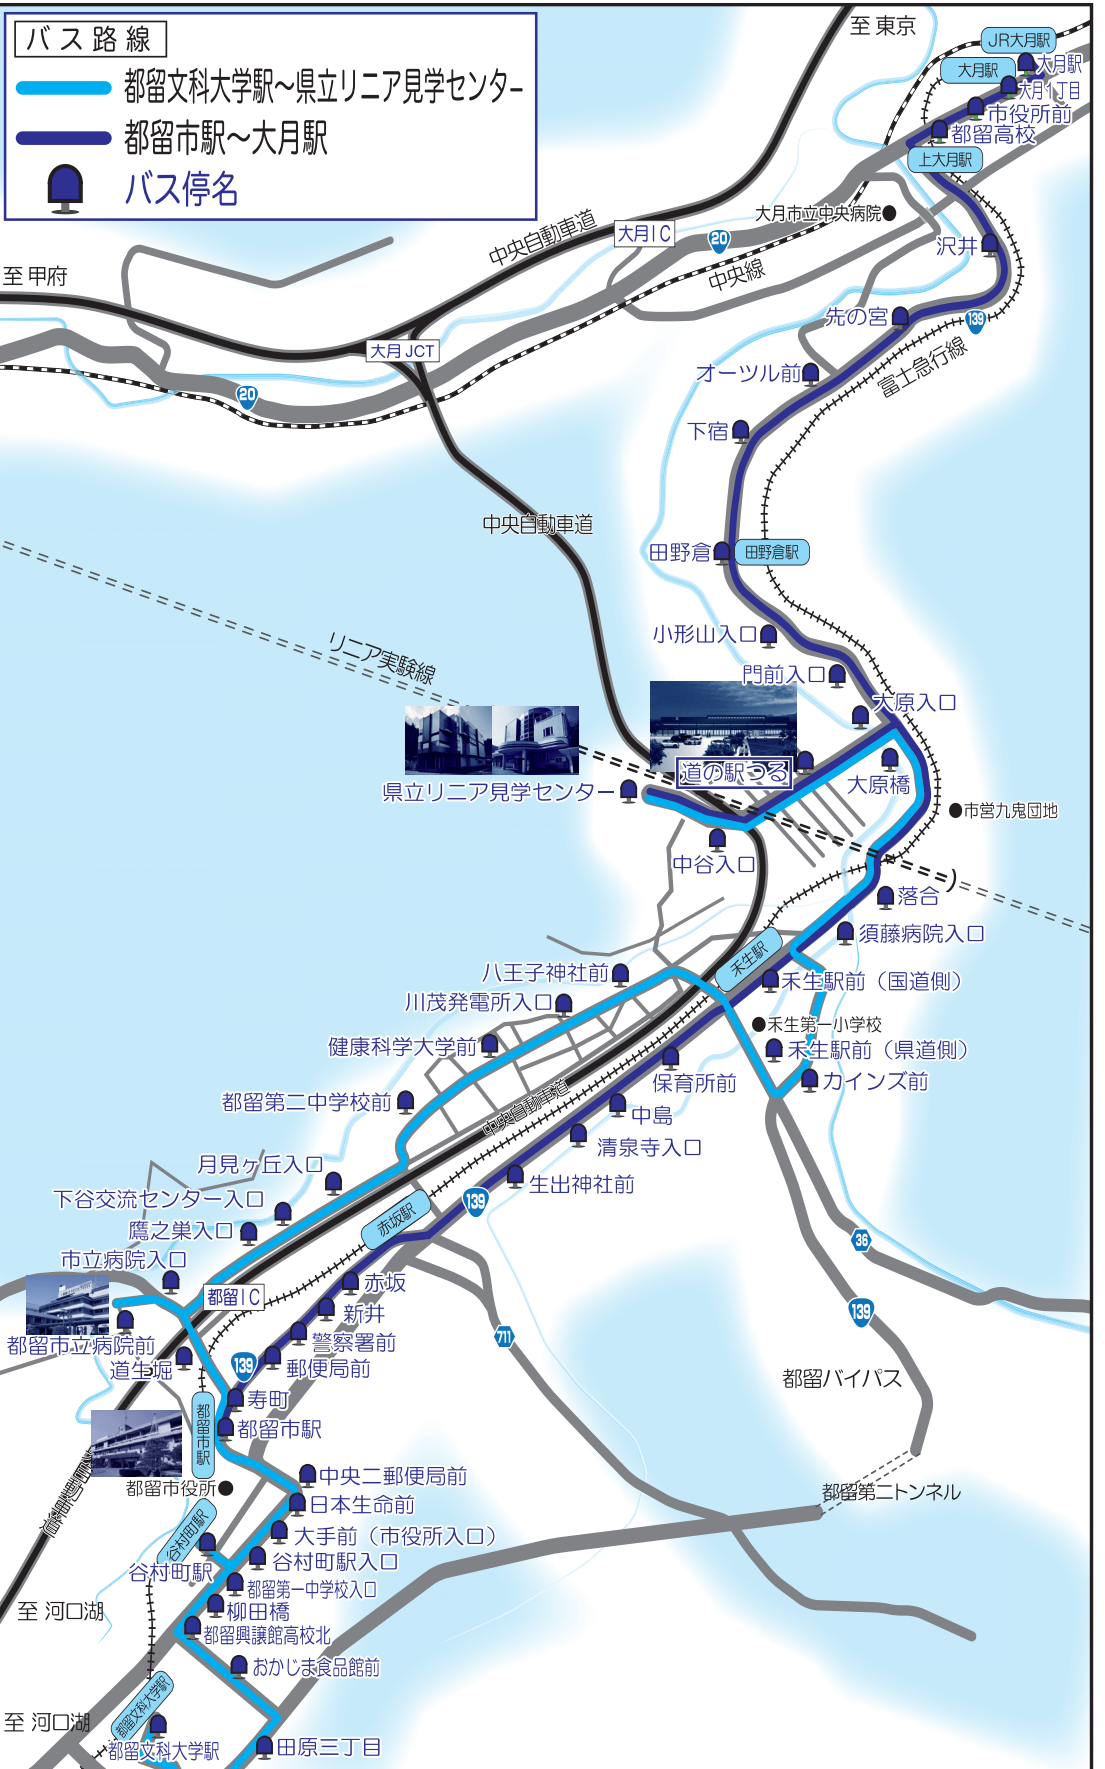 バス路線
都留文科大学駅～県立リニア見学センター
都留市駅～大月駅
バス停名
至 東京
JR大月駅
大月駅
大月駅
大月1丁目
市役所前
都留高校
上大月駅
大月市立中央病院
沢井
中央自動車道
大月IC
20
中央線
至 甲府
先の宮
139
大月JCT
富士急行線
オーツル前
20
下宿
中央自動車道
田野倉
田野倉駅
小形山入口
リニア実験線
門前入口
大原入口
道の駅つる
大原橋
県立リニア見学センター
市営九鬼団地
中谷入口
落合
須藤病院入口
禾生駅
八王子神社前
禾生駅前（国道側）
川茂発電所入口
禾生第一小学校
健康科学大学前
禾生駅前（県道側）
保育所前
カインズ前
都留第二中学校前
中央自動車道
中島
清泉寺入口
月見ヶ丘入口
生出神社前
下谷交流センター入口
139
赤坂駅
鷹之巣入口
36
市立病院入口
赤坂
都留IC
新井
139
711
都留市立病院前
警察署前
道生堀
139
郵便局前
都留バイパス
寿町
都留市駅
都留市駅
中央二郵便局前
都留市役所
都留第二トンネル
日本生命前
谷村町駅
大手前（市役所入口）
谷村町駅入口
谷村町駅
都留第一中学校入口
至 河口湖
柳田橋
都留興譲館高校北
おかじま食品館前
都留文科大学駅
至 河口湖
都留文科大学駅
田原三丁目